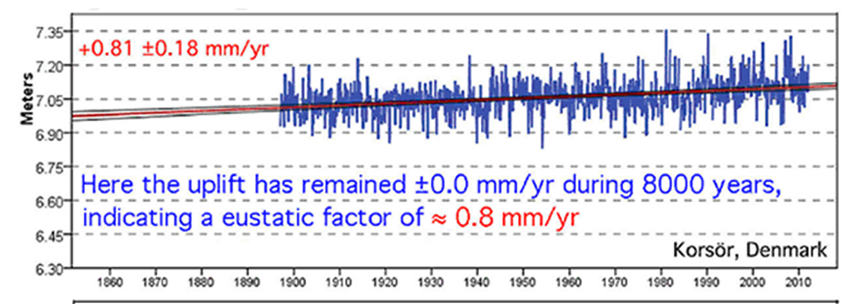 7.35
+0.81 ±0.18 mm/yr
7.20
Meters
7.05
6.90
6.75
Here the uplift has remained ±0.0 mm/yr during 8000 years,
6.60
indicating a eustatic factor of ≈ 0.8 mm/yr
6.45
Korsör, Denmark
6.30
1860 1870 1880 1890 1900 1910 1920 1930 1940 1950 1960 1970 1980 1990 2000 2010